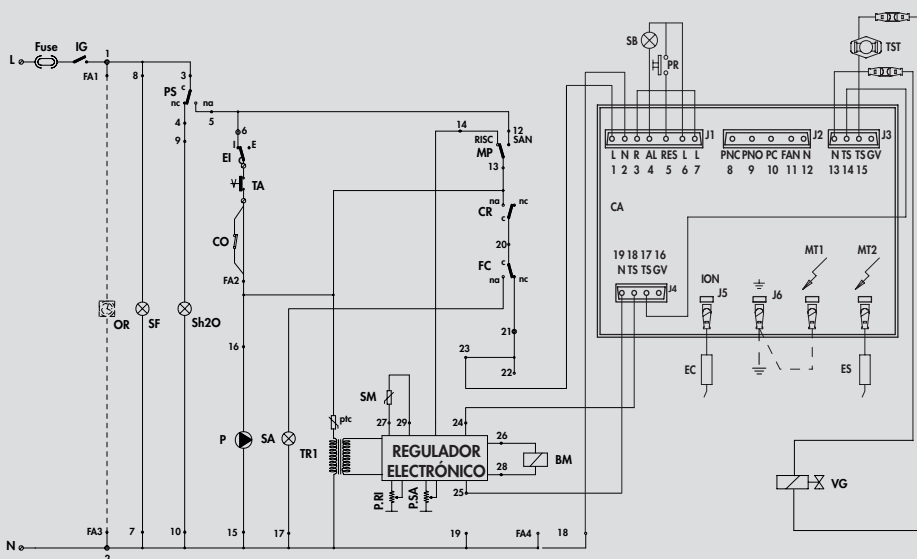 Fuse IG
L
1
FA1 8 3
PS c
nc na
4 5
9
6
I E
EI
TA
CO
FA2
OR SF Sh2O
16
P SA
TR1
ptc
14 12
RISC SAN
MP
13
na nc
CR
c
20
FC c
na nc
21
23
22
SM
27 29 24
REGULADOR
ELECTRÓNICO
26
28
BM
25
P.RI P.SA
FA3 7 10 15 17 19 FA4 18
N
2
SB
PR
TST
J1 J2 J3
L N R AL RES L L
1 2 3 4 5 6 7
PNC PNO PC FAN N
8 9 10 11 12
N TS TS GV
13 14 15
CA
19 18 17 16
N TS TS GV
J4
ION
J5
J6
MT1 MT2
EC ES
VG